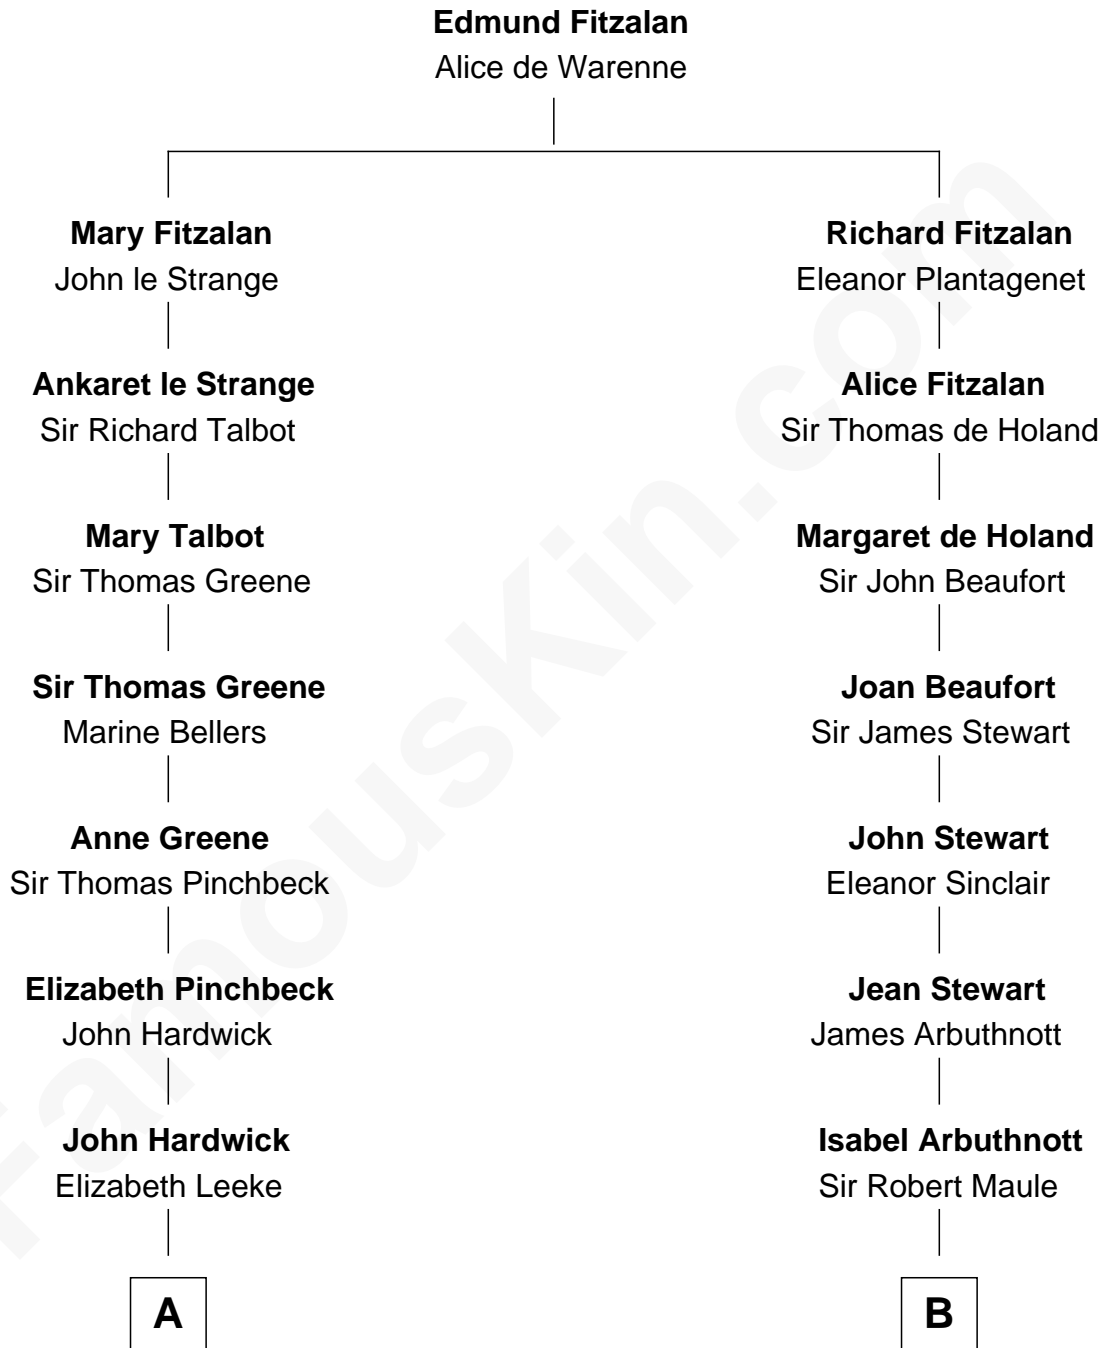 Edmund Fitzalan
Alice de Warenne
Mary Fitzalan
John le Strange
Richard Fitzalan
Eleanor Plantagenet
Ankaret le Strange
Sir Richard Talbot
Alice Fitzalan
Sir Thomas de Holand
Mary Talbot
Sir Thomas Greene
Margaret de Holand
Sir John Beaufort
Sir Thomas Greene
Marine Bellers
Joan Beaufort
Sir James Stewart
Anne Greene
Sir Thomas Pinchbeck
John Stewart
Eleanor Sinclair
Elizabeth Pinchbeck
John Hardwick
Jean Stewart
James Arbuthnott
John Hardwick
Elizabeth Leeke
Isabel Arbuthnott
Sir Robert Maule
A
B
FamousKin.com